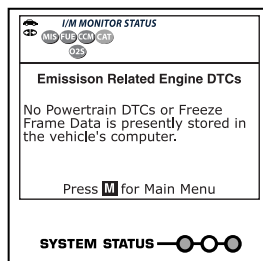 I/M MONITOR STATUS
MIS FUE CCM CAT
O2S
Emissison Related Engine DTCs
No Powertrain DTCs or Freeze
Frame Data is presently stored in
the vehicle's computer.
Press M for Main Menu
SYSTEM STATUS